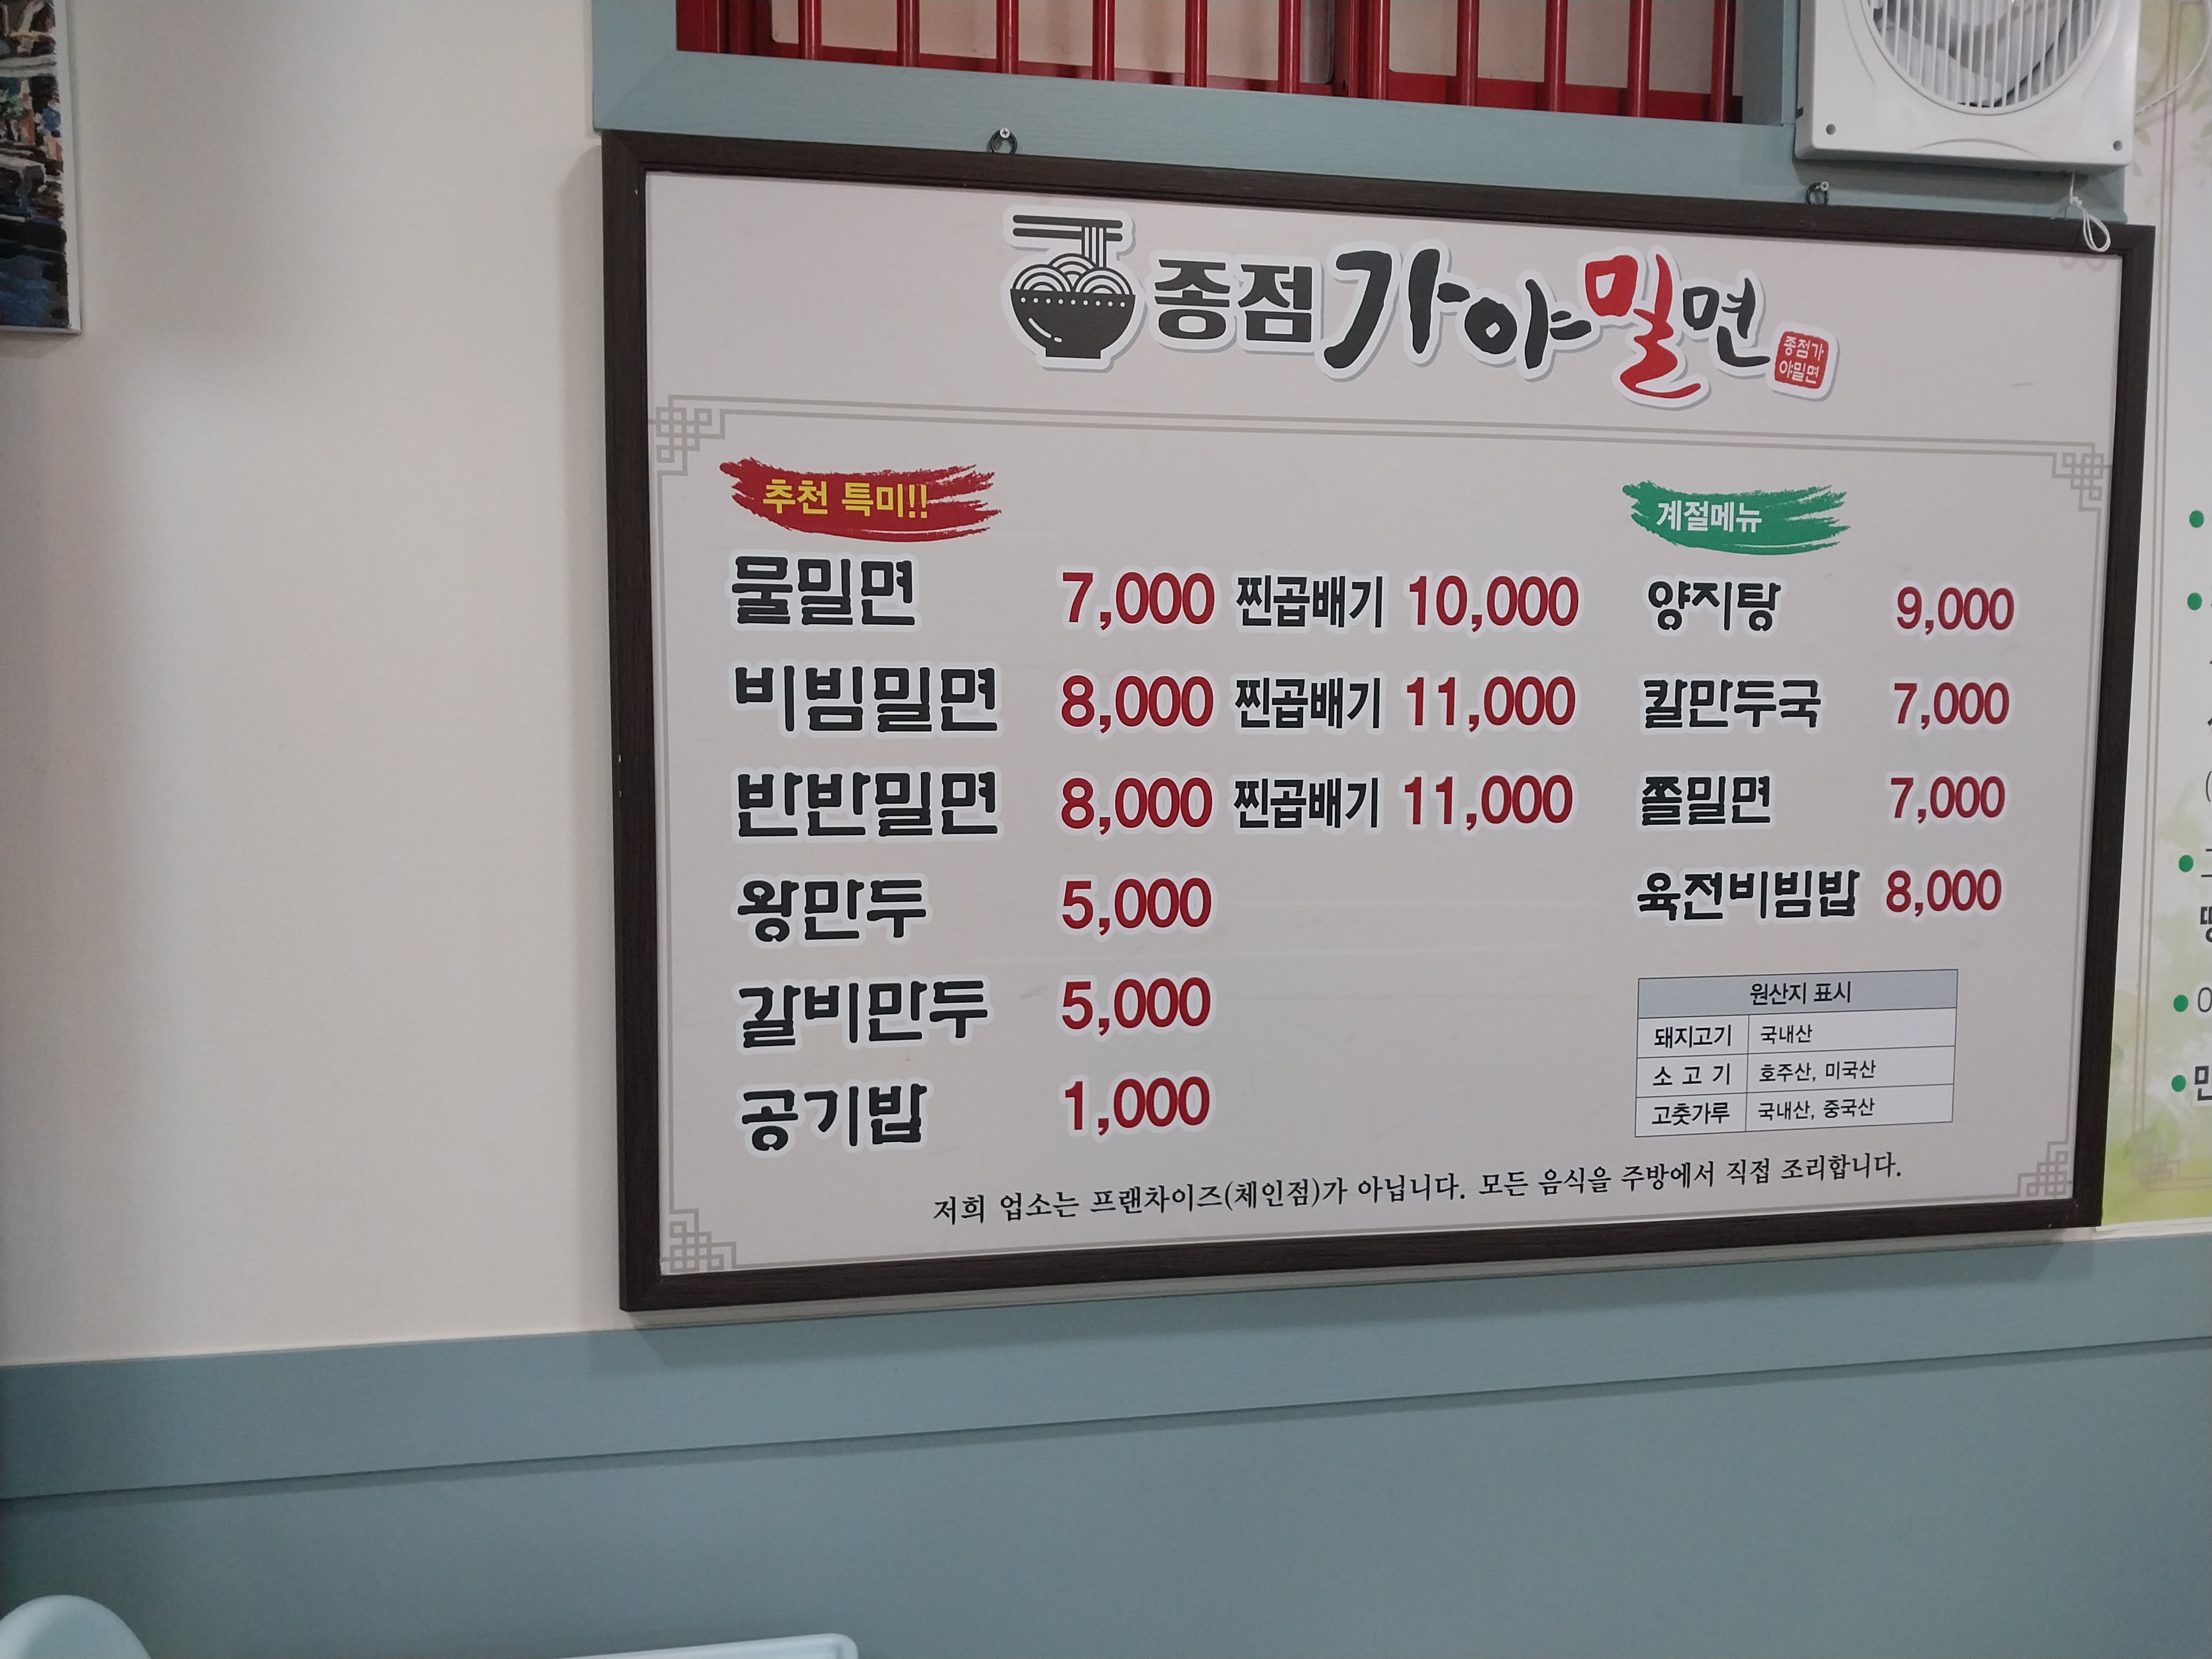 종점가야밀면
종점가
야밀면
추천 특미!!
물밀면 7,000 찐곱배기 10,000
비빔밀면 8,000 찐곱배기 11,000
반반밀면 8,000 찐곱배기 11,000
왕만두 5,000
갈비만두 5,000
공기밥 1,000
계절메뉴
양지탕 9,000
칼만두국 7,000
쫄밀면 7,000
육전비빔밥 8,000
원산지 표시
돼지고기 국내산
소 고 기 호주산, 미국산
고춧가루 국내산, 중국산
저희 업소는 프랜차이즈(체인점)가 아닙니다. 모든 음식을 주방에서 직접 조리합니다.